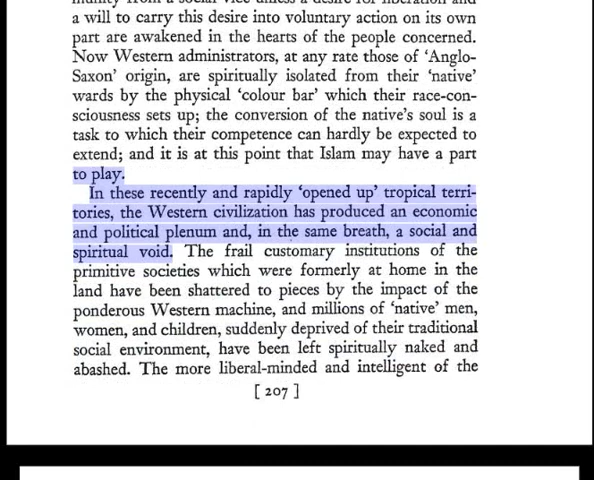 munity from a social vice unless a desire for liberation and
a will to carry this desire into voluntary action on its own
part are awakened in the hearts of the people concerned.
Now Western administrators, at any rate those of ‘Anglo-
Saxon’ origin, are spiritually isolated from their ‘native’
wards by the physical ‘colour bar’ which their race-con-
sciousness sets up; the conversion of the native's soul is a
task to which their competence can hardly be expected to
extend; and it is at this point that Islam may have a part
to play.
In these recently and rapidly ‘opened up’ tropical terri-
tories, the Western civilization has produced an economic
and political plenum and, in the same breath, a social and
spiritual void. The frail customary institutions of the
primitive societies which were formerly at home in the
land have been shattered to pieces by the impact of the
ponderous Western machine, and millions of ‘native’ men,
women, and children, suddenly deprived of their traditional
social environment, have been left spiritually naked and
abashed. The more liberal-minded and intelligent of the
[ 207 ]